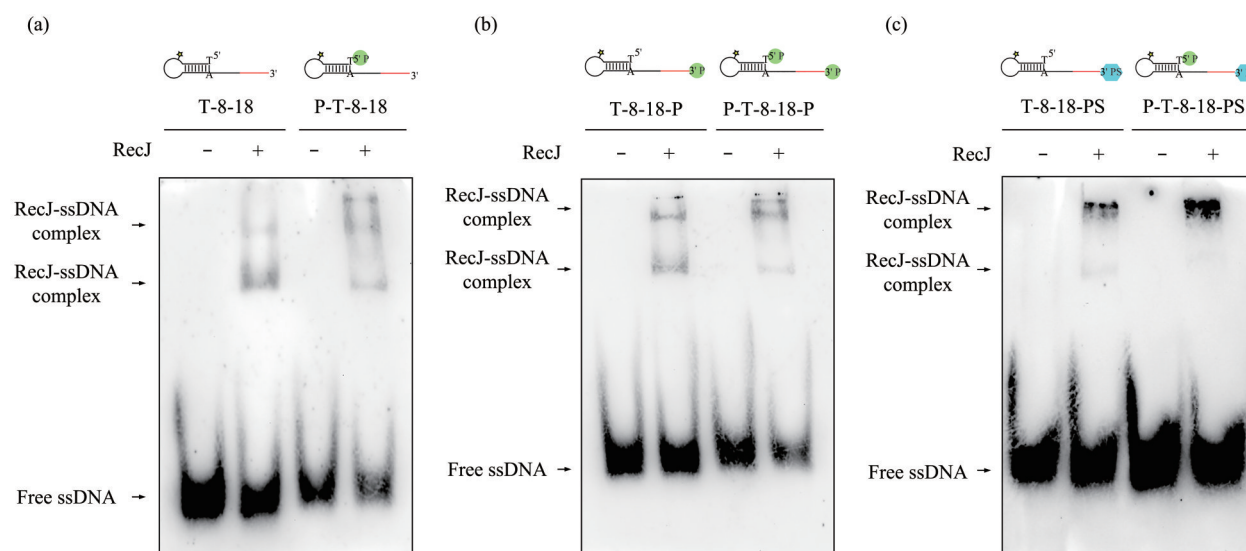 (a)
T 5'
A
3'
T 5' P
A
3'
T-8-18
P-T-8-18
RecJ
– + – +
RecJ-ssDNA
complex
RecJ-ssDNA
complex
Free ssDNA
(b)
T 5'
A
3' P
T 5' P
A
3' P
T-8-18-P
P-T-8-18-P
RecJ
– + – +
RecJ-ssDNA
complex
RecJ-ssDNA
complex
Free ssDNA
(c)
T 5'
A
3' PS
T 5' P
A
3'
T-8-18-PS
P-T-8-18-PS
RecJ
– + – +
RecJ-ssDNA
complex
RecJ-ssDNA
complex
Free ssDNA